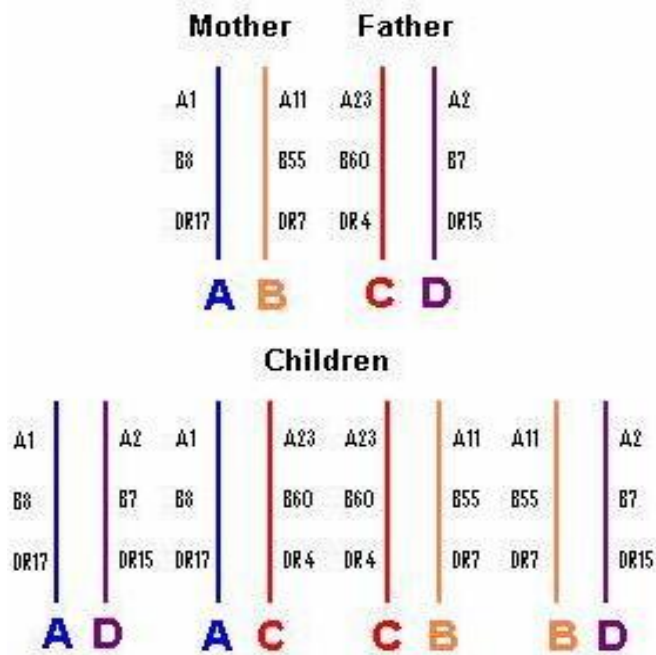 Mother Father
A1 A11 A23 A2
B8 B55 B60 B7
DR17 DR7 DR4 DR15
A B C D
Children
A1 A2 A1 A23 A23 A11 A11 A2
B8 B7 B8 B60 B60 B55 B55 B7
DR17 DR15 DR17 DR4 DR4 DR7 DR7 DR15
A D A C C B B D